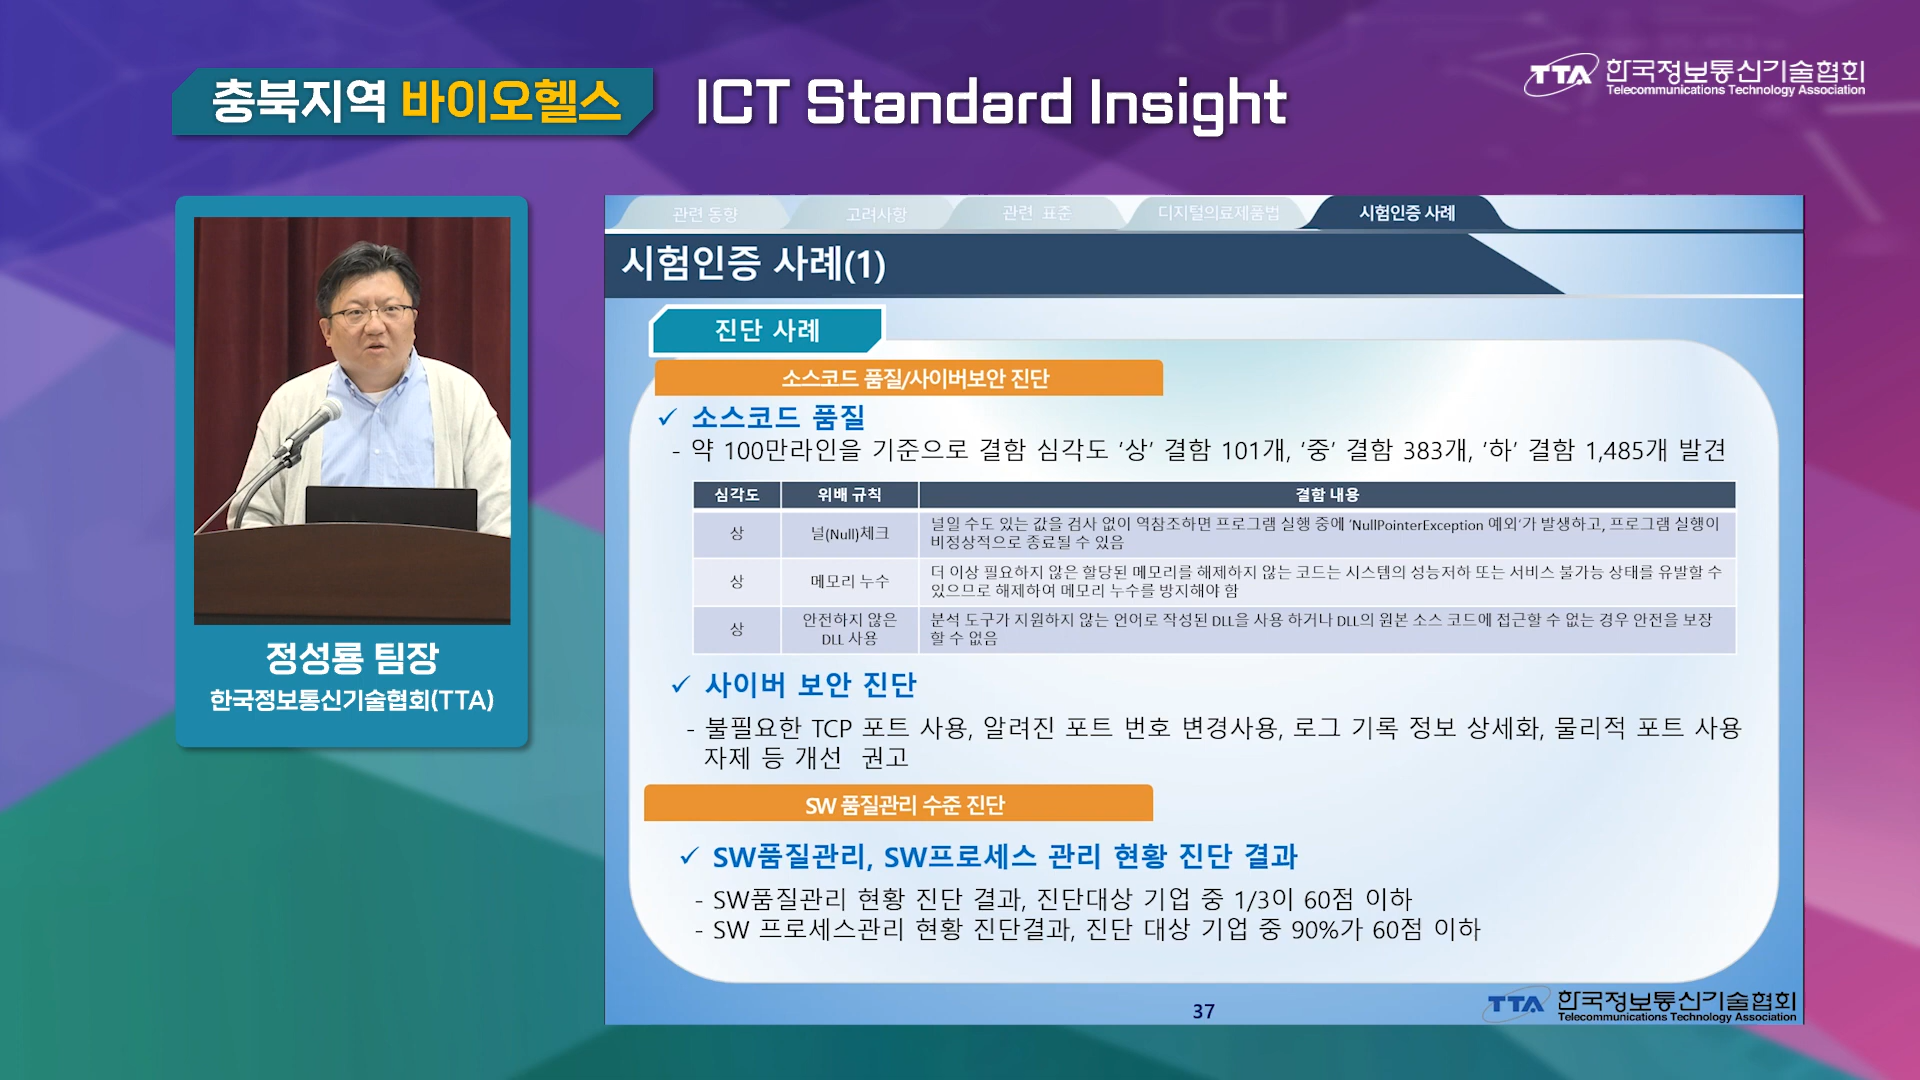 충북지역 바이오헬스 ICT Standard Insight
TTA 한국정보통신기술협회
Telecommunications Technology Association
정성룡 팀장
한국정보통신기술협회(TTA)
관련 동향 고려사항 관련 표준 디지털의료제품법 시험인증 사례
시험인증 사례(1)
진단 사례
소스코드 품질/사이버보안 진단
✓ 소스코드 품질
- 약 100만라인을 기준으로 결함 심각도 ‘상’ 결함 101개, ‘중’ 결함 383개, ‘하’ 결함 1,485개 발견
심각도 위배 규칙 결함 내용
상 널(Null)체크 널일 수도 있는 값을 검사 없이 역참조하면 프로그램 실행 중에 ‘NullPointerException 예외’가 발생하고, 프로그램 실행이
비정상적으로 종료될 수 있음
상 메모리 누수 더 이상 필요하지 않은 할당된 메모리를 해제하지 않는 코드는 시스템의 성능저하 또는 서비스 불가능 상태를 유발할 수
있으므로 해제하여 메모리 누수를 방지해야 함
상 안전하지 않은
DLL 사용
분석 도구가 지원하지 않는 언어로 작성된 DLL을 사용 하거나 DLL의 원본 소스 코드에 접근할 수 없는 경우 안전을 보장
할 수 없음
✓ 사이버 보안 진단
- 불필요한 TCP 포트 사용, 알려진 포트 번호 변경사용, 로그 기록 정보 상세화, 물리적 포트 사용
자제 등 개선 권고
SW 품질관리 수준 진단
✓ SW품질관리, SW프로세스 관리 현황 진단 결과
- SW품질관리 현황 진단 결과, 진단대상 기업 중 1/3이 60점 이하
- SW 프로세스관리 현황 진단결과, 진단 대상 기업 중 90%가 60점 이하
37
TTA 한국정보통신기술협회
Telecommunications Technology Association